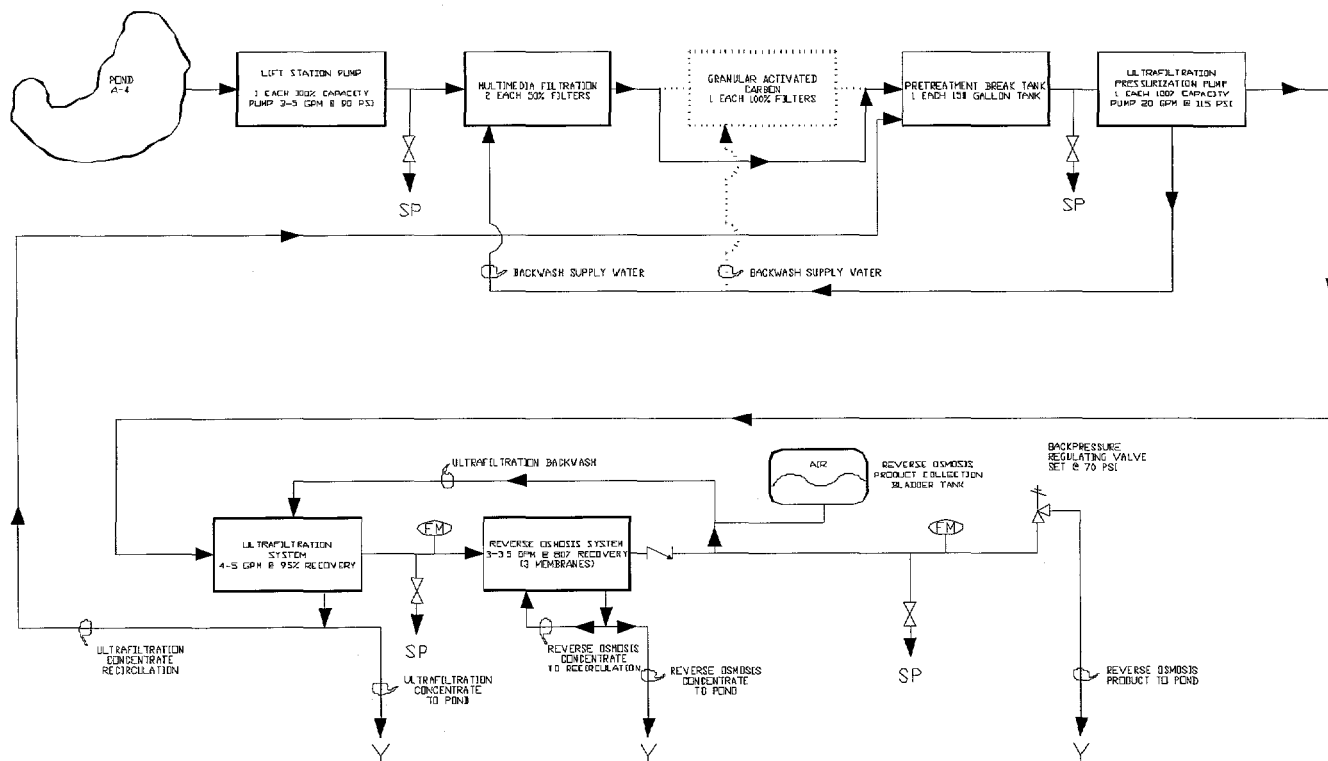 POND
A-4
LIFT STATION PUMP
1 EACH 100% CAPACITY
PUMP 3-5 GPM @ 90 PSI
MULTIMEDIA FILTRATION
2 EACH 50% FILTERS
GRANULAR ACTIVATED
CARBON
1 EACH 100% FILTERS
PRETREATMENT BREAK TANK
1 EACH GALLON TANK
ULTRAFILTRATION
PRESSURIZATION PUMP
1 EACH 100% CAPACITY
PUMP 20 GPM @ 115 PSI
SP
SP
BACKWASH SUPPLY WATER
BACKWASH SUPPLY WATER
BACKPRESSURE
REGULATING VALVE
SET @ 70 PSI
ULTRAFILTRATION BACKWASH
AIR
REVERSE OSMOSIS
PRODUCT COLLECTION
BLADDER TANK
ULTRAFILTRATION
SYSTEM
4-5 GPM @ 95% RECOVERY
FM
REVERSE OSMOSIS SYSTEM
3-3.5 GPM @ 80% RECOVERY
(3 MEMBRANES)
FM
SP
SP
ULTRAFILTRATION
CONCENTRATE
RECIRCULATION
ULTRAFILTRATION
CONCENTRATE
TO POND
REVERSE OSMOSIS
CONCENTRATE
TO RECIRCULATION
REVERSE OSMOSIS
CONCENTRATE
TO POND
REVERSE OSMOSIS
PRODUCT TO POND
Y
Y
Y